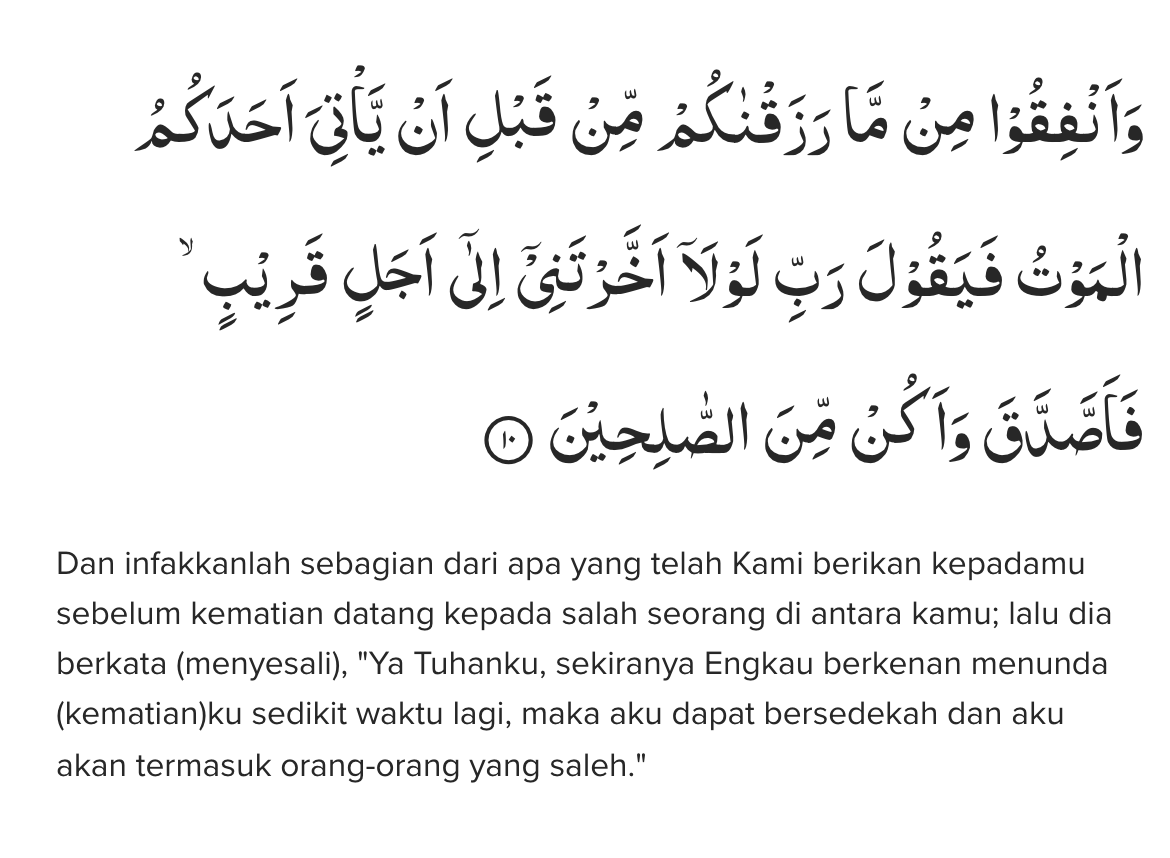 وَاَنْفِقُوْا مِنْ مَّا رَزَقْنٰكُمْ مِّنْ قَبْلِ اَنْ يَّأْتِيَ اَحَدَكُمُ
الْمَوْتُ فَيَقُوْلَ رَبِّ لَوْلَآ اَخَّرْتَنِيْٓ اِلٰٓى اَجَلٍ قَرِيْبٍۙ
فَاَصَّدَّقَ وَاَكُنْ مِّنَ الصّٰلِحِيْنَ ١٠
Dan infakkanlah sebagian dari apa yang telah Kami berikan kepadamu
sebelum kematian datang kepada salah seorang di antara kamu; lalu dia
berkata (menyesali), "Ya Tuhanku, sekiranya Engkau berkenan menunda
(kematian)ku sedikit waktu lagi, maka aku dapat bersedekah dan aku
akan termasuk orang-orang yang saleh."